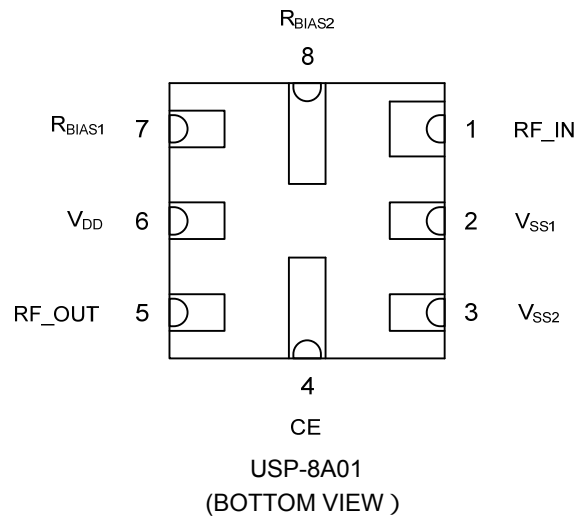 RBIAS2
8
RBIAS1 7 1 RF_IN
VDD 6 2 VSS1
RF_OUT 5 3 VSS2
4
CE
USP-8A01
(BOTTOM VIEW )